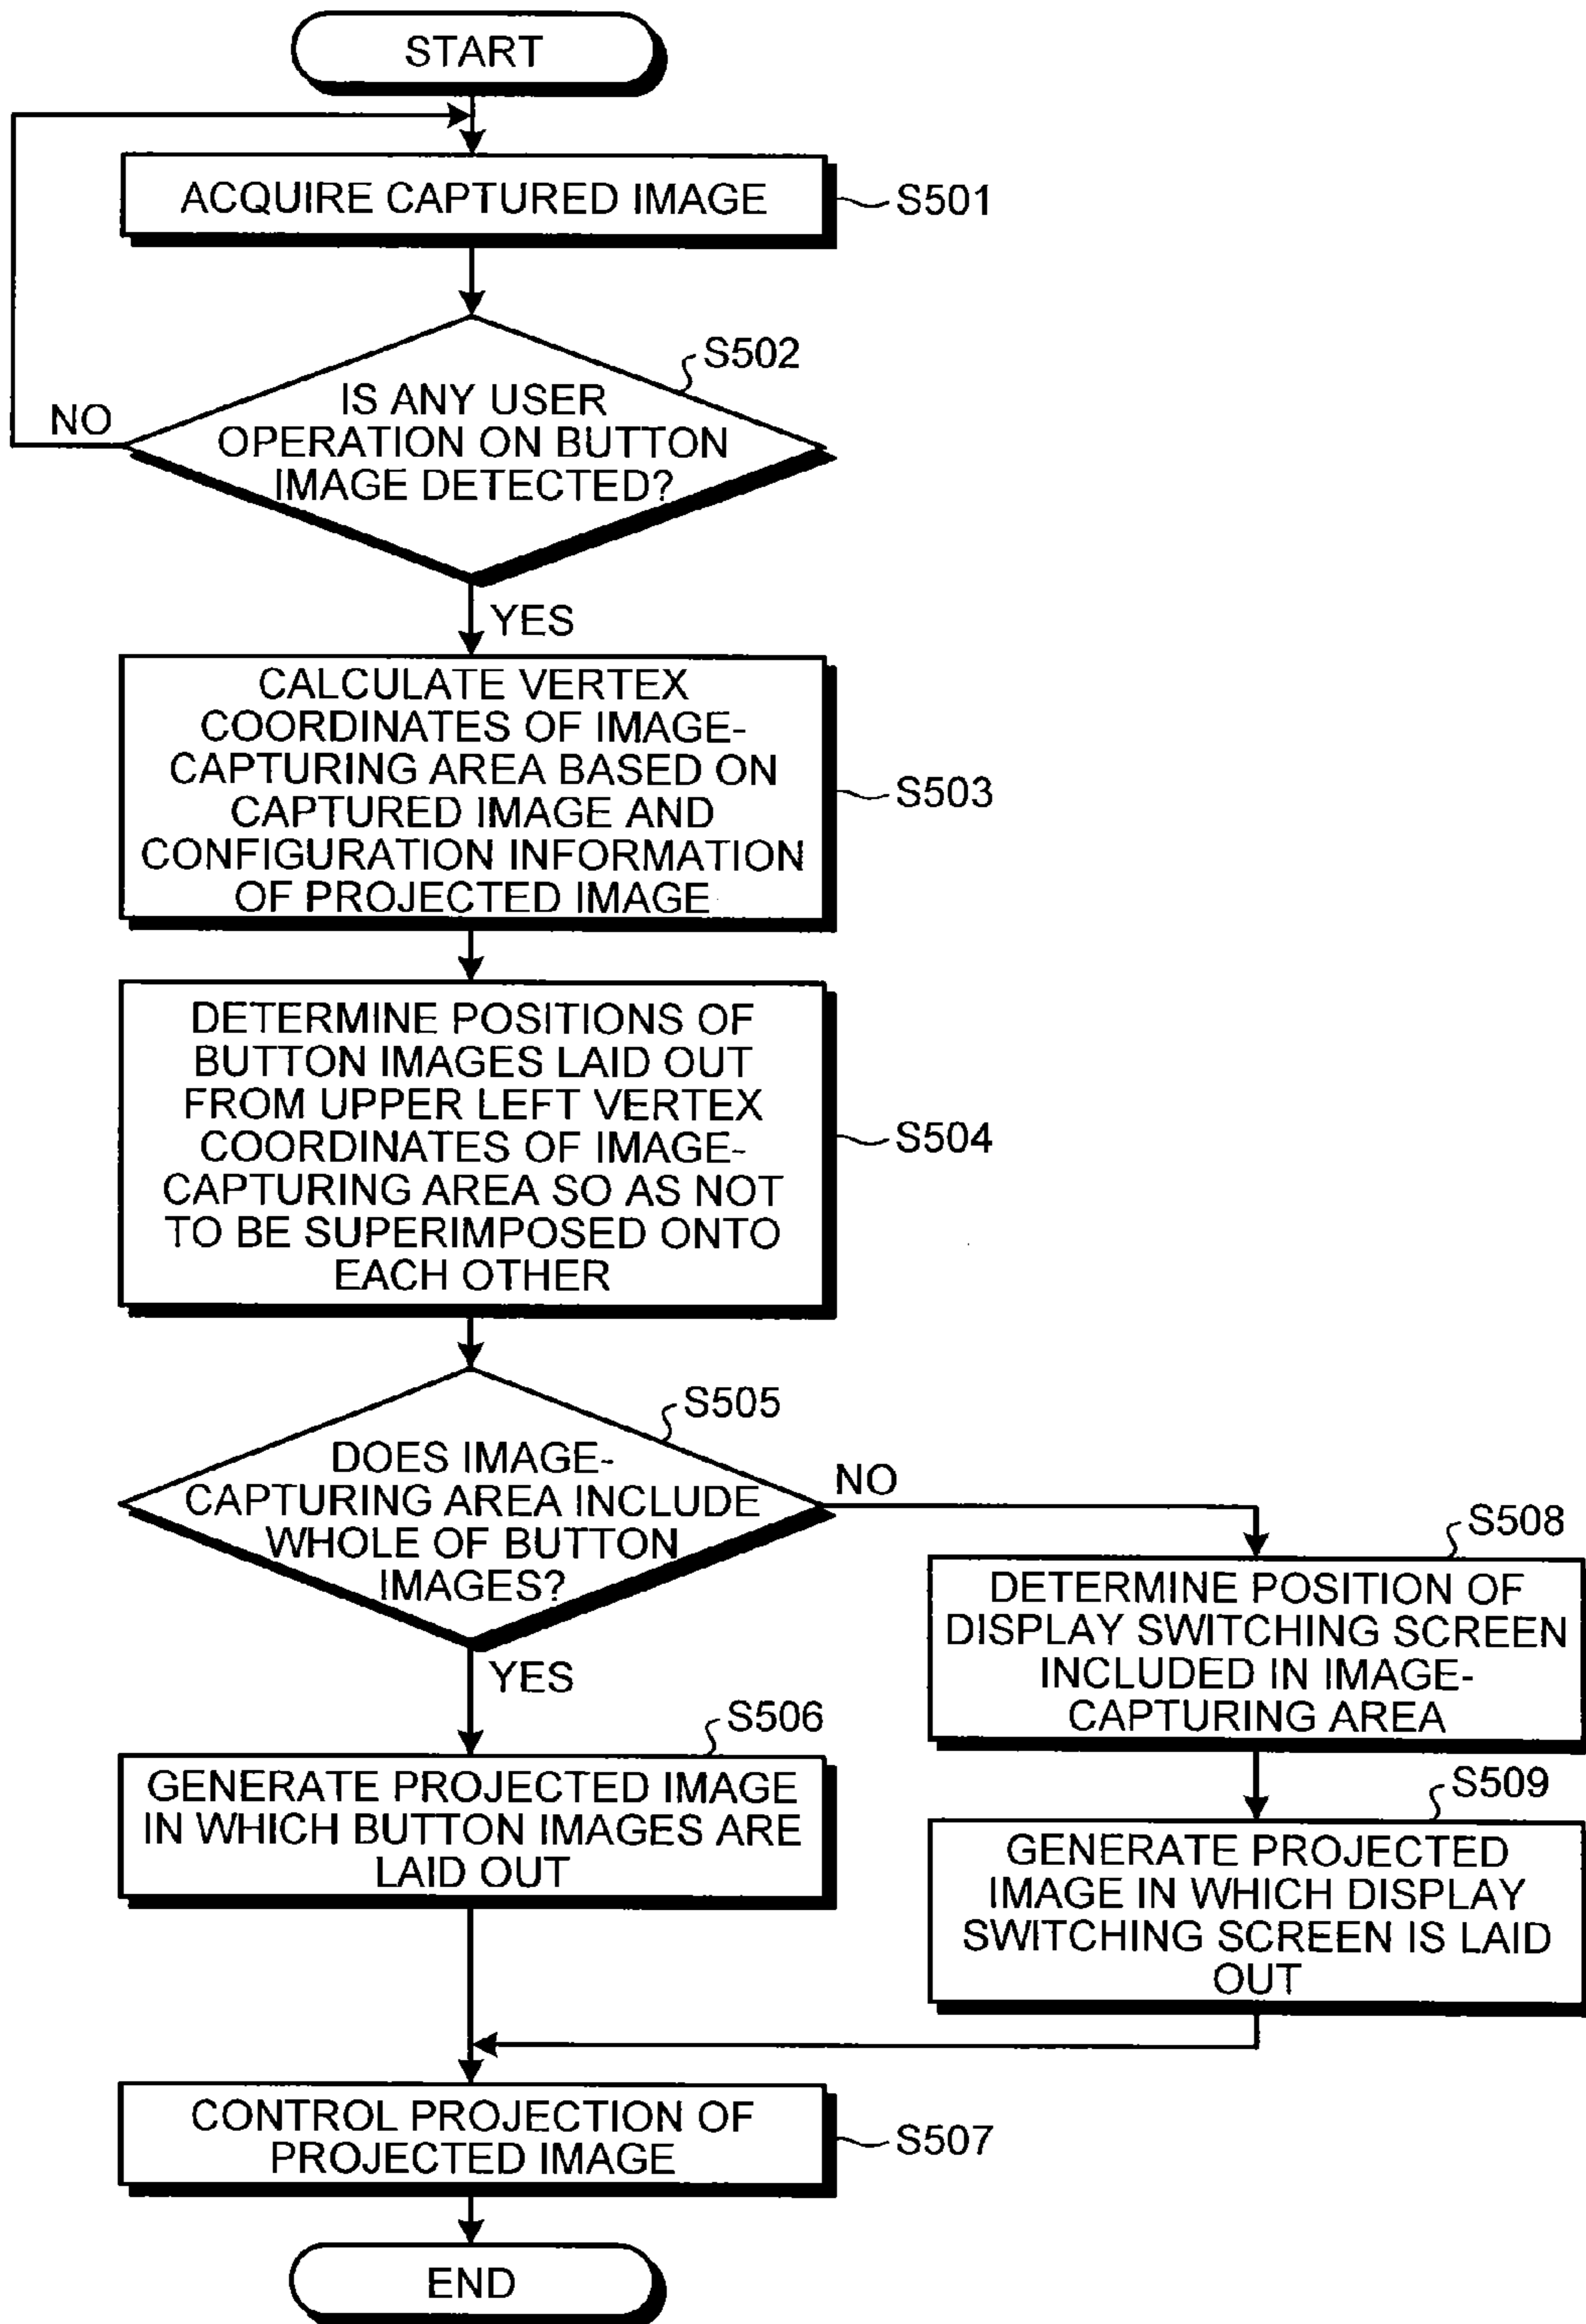 START
ACQUIRE CAPTURED IMAGE
S501
S502
IS ANY USER
OPERATION ON BUTTON
IMAGE DETECTED?
NO
YES
CALCULATE VERTEX
COORDINATES OF IMAGE-
CAPTURING AREA BASED ON
CAPTURED IMAGE AND
CONFIGURATION INFORMATION
OF PROJECTED IMAGE
S503
DETERMINE POSITIONS OF
BUTTON IMAGES LAID OUT
FROM UPPER LEFT VERTEX
COORDINATES OF IMAGE-
CAPTURING AREA SO AS NOT
TO BE SUPERIMPOSED ONTO
EACH OTHER
S504
S505
DOES IMAGE-
CAPTURING AREA INCLUDE
WHOLE OF BUTTON
IMAGES?
NO
YES
S506
GENERATE PROJECTED IMAGE
IN WHICH BUTTON IMAGES ARE
LAID OUT
S508
DETERMINE POSITION OF
DISPLAY SWITCHING SCREEN
INCLUDED IN IMAGE-
CAPTURING AREA
S509
GENERATE PROJECTED
IMAGE IN WHICH DISPLAY
SWITCHING SCREEN IS LAID
OUT
CONTROL PROJECTION OF
PROJECTED IMAGE
S507
END